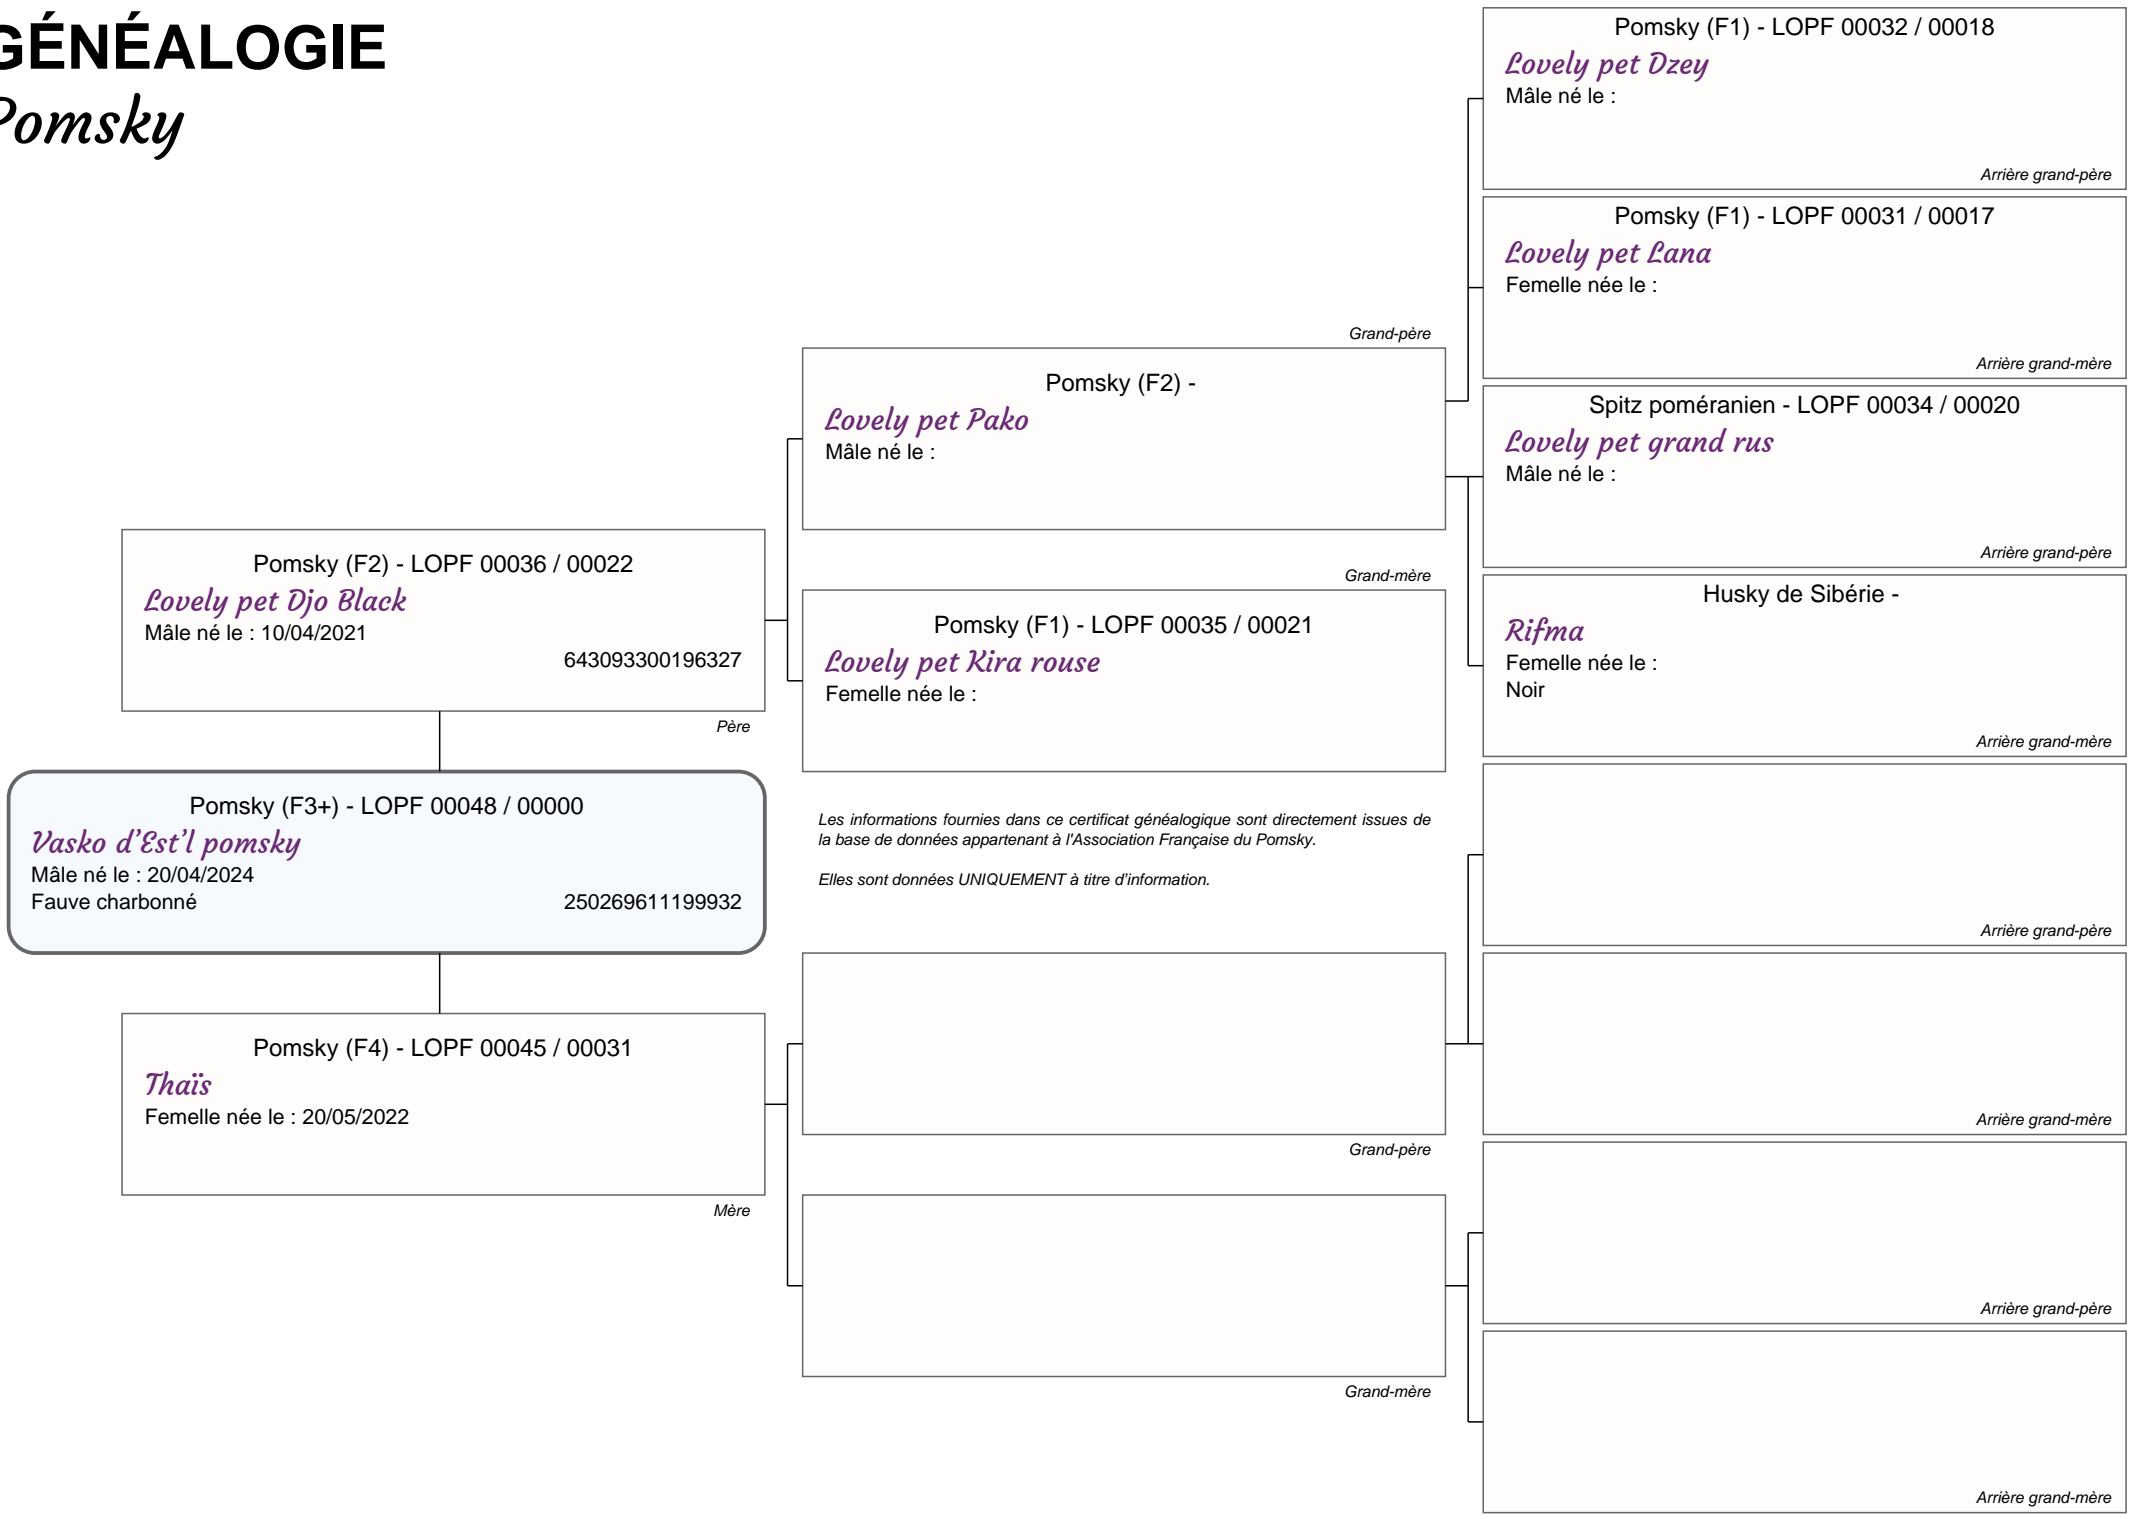 GÉNÉALOGIE
Pomsky
Pomsky (F1) - LOPF 00032 / 00018
Lovely pet Dzey
Mâle né le :
Arrière grand-père
Pomsky (F1) - LOPF 00031 / 00017
Lovely pet Lana
Femelle née le :
Arrière grand-mère
Grand-père
Pomsky (F2) -
Lovely pet Pako
Mâle né le :
Spitz poméranien - LOPF 00034 / 00020
Lovely pet grand rus
Mâle né le :
Arrière grand-père
Pomsky (F2) - LOPF 00036 / 00022
Lovely pet Djo Black
Mâle né le : 10/04/2021
643093300196327
Père
Grand-mère
Pomsky (F1) - LOPF 00035 / 00021
Lovely pet Kira rouse
Femelle née le :
Husky de Sibérie -
Rifma
Femelle née le :
Noir
Arrière grand-mère
Pomsky (F3+) - LOPF 00048 / 00000
Vasko d’Est’l pomsky
Mâle né le : 20/04/2024
Fauve charbonné 250269611199932
Les informations fournies dans ce certificat généalogique sont directement issues de
la base de données appartenant à l'Association Française du Pomsky.
Elles sont données UNIQUEMENT à titre d’information.
Arrière grand-père
Pomsky (F4) - LOPF 00045 / 00031
Thaïs
Femelle née le : 20/05/2022
Mère
Arrière grand-mère
Grand-père
Arrière grand-père
Grand-mère
Arrière grand-mère